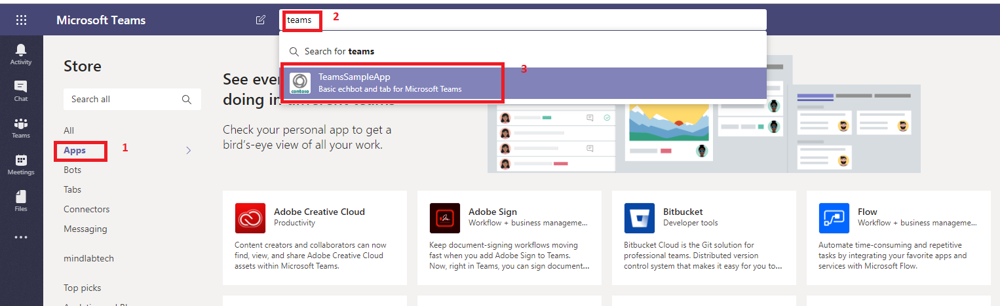 Microsoft Teams
teams
2
Search for teams
TeamsSampleApp
Basic echbot and tab for Microsoft Teams
3
contoso
Activity
Chat
Teams
Meetings
Files
Store
Search all
All
Apps
1
Bots
Tabs
Connectors
Messaging
mindlabtech
Top picks
See
doing in
Check your personal app to get a
bird's-eye view of all your work.
Adobe Creative Cloud
Productivity
Content creators and collaborators can now
find, view, and share Adobe Creative Cloud
assets within Microsoft Teams.
Adobe Sign
Workflow + business manageme...
Keep document-signing workflows moving
fast when you add Adobe Sign to Teams.
Now, right in Teams, you can sign document...
Bitbucket
Developer tools
Bitbucket Cloud is the Git solution for
professional teams. Distributed version
control system that makes it easy for you to...
Flow
Workflow + business manageme...
Automate time-consuming and repetitive
tasks by integrating your favorite apps and
services with Microsoft Flow.